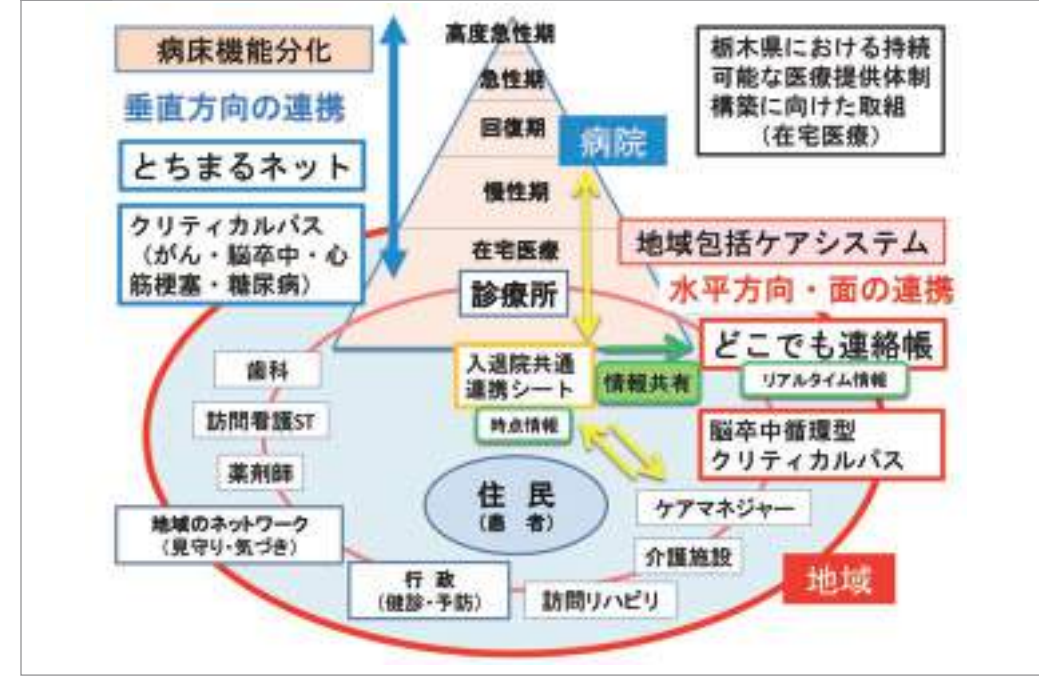 高度急性期
急性期
回復期
慢性期
在宅医療
診療所
病院
病床機能分化
垂直方向の連携
とちまるネット
クリティカルパス
(がん・脳卒中・心
筋梗塞・糖尿病)
栃木県における持続
可能な医療提供体制
構築に向けた取組
(在宅医療)
地域包括ケアシステム
水平方向・面の連携
どこでも連絡帳
リアルタイム情報
入退院共通
連携シート
情報共有
時点情報
脳卒中循環型
クリティカルパス
歯科
訪問看護ST
薬剤師
地域のネットワーク
(見守り・気づき)
行 政
(健診・予防)
訪問リハビリ
介護施設
ケアマネジャー
住 民
(患 者)
地域